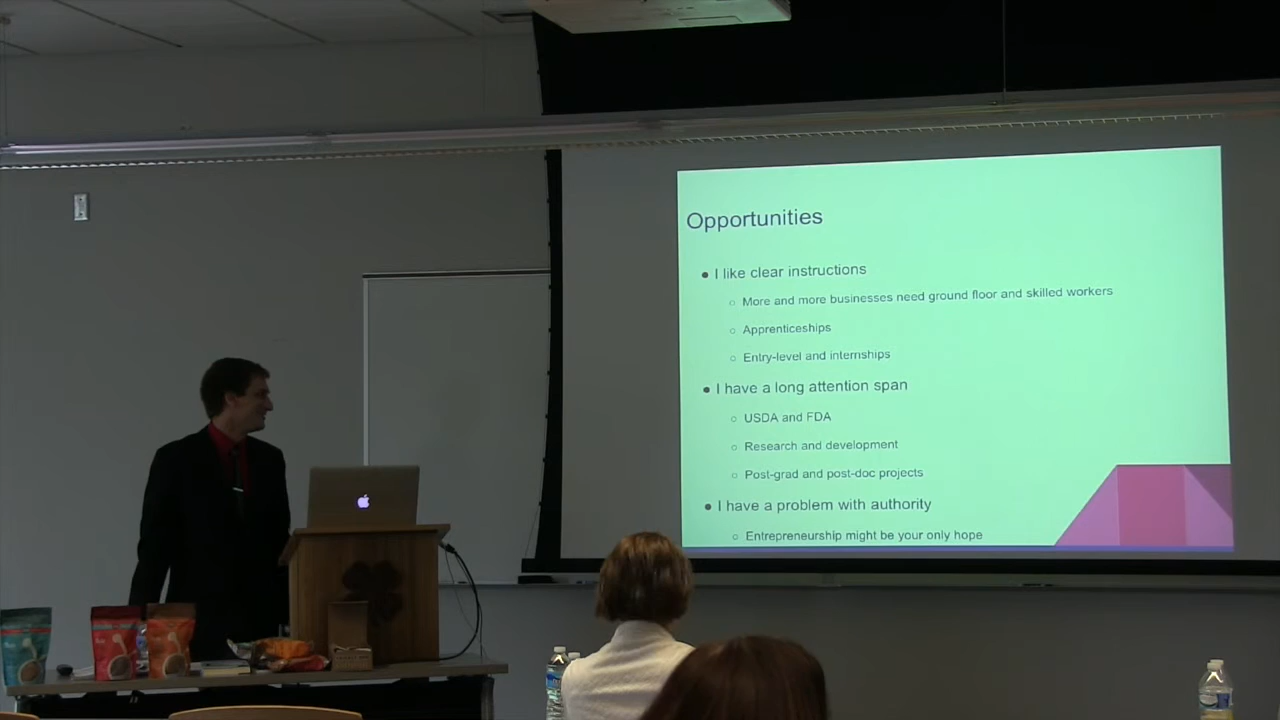 Opportunities
● I like clear instructions
○ More and more businesses need ground floor and skilled workers
○ Apprenticeships
○ Entry-level and internships
● I have a long attention span
○ USDA and FDA
○ Research and development
○ Post-grad and post-doc projects
● I have a problem with authority
○ Entrepreneurship might be your only hope